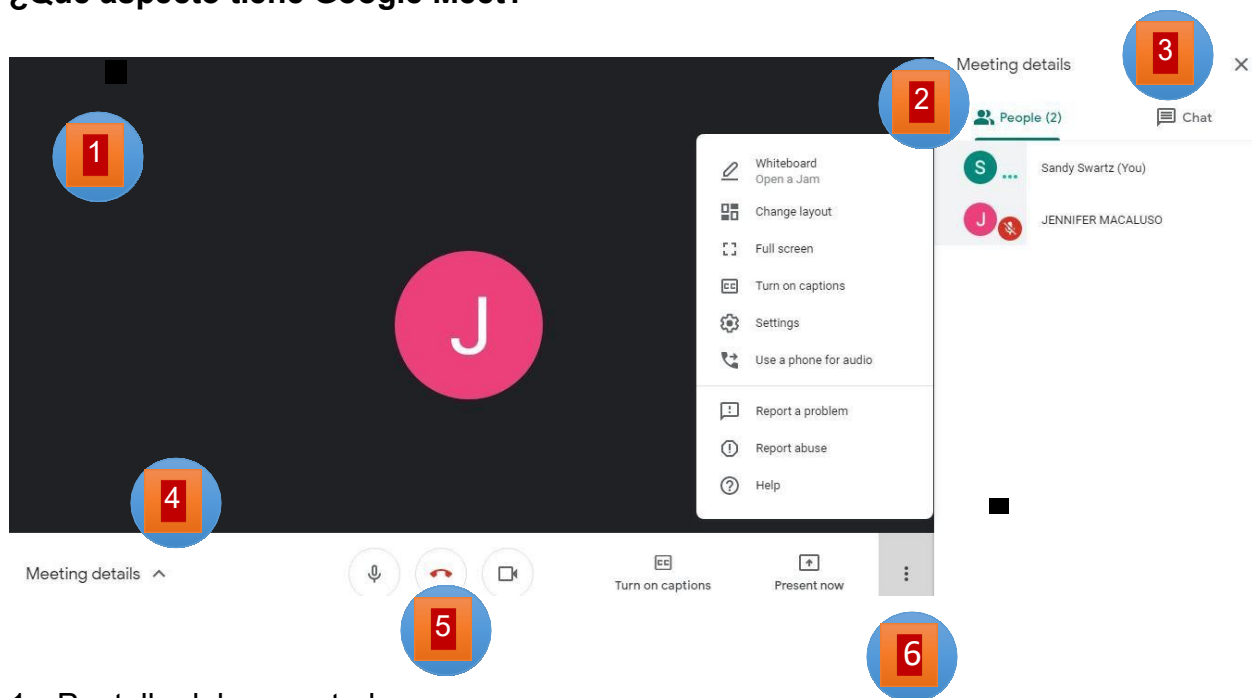 ¿Qué aspecto tiene Google Meet?
3
Meeting details
2
People (2)
Chat
1
Whiteboard
Open a Jam
S ... Sandy Swartz (You)
Change layout
J JENNIFER MACALUSO
Full screen
Turn on captions
J
Settings
Use a phone for audio
Report a problem
Report abuse
4
Help
Meeting details
Turn on captions
Present now
5
6